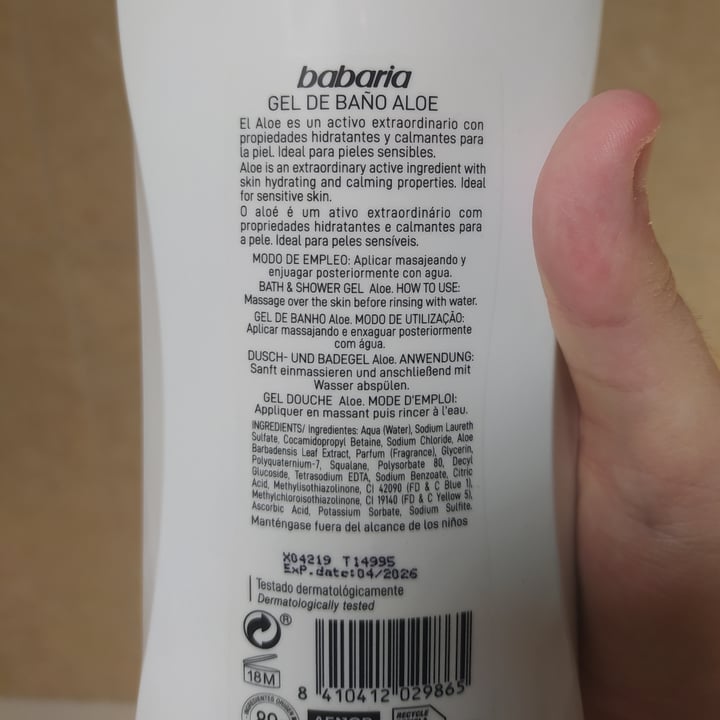 babaria
GEL DE BAÑO ALOE
El Aloe es un activo extraordinario con
propiedades hidratantes y calmantes para
la piel. Ideal para pieles sensibles.
Aloe is an extraordinary active ingredient with
skin hydrating and calming properties. Ideal
for sensitive skin.
O aloé é um ativo extraordinário com
propriedades hidratantes e calmantes para
a pele. Ideal para peles sensíveis.
MODO DE EMPLEO: Aplicar masajeando y
enjuagar posteriormente con agua.
BATH & SHOWER GEL Aloe. HOW TO USE:
Massage over the skin before rinsing with water.
GEL DE BANHO Aloe. MODO DE UTILIZAÇÃO:
Aplicar massajando e enxaguar posteriormente
com água.
DUSCH- UND BADEGEL Aloe. ANWENDUNG:
Sanft einmassieren und anschließend mit
Wasser abspülen.
GEL DOUCHE Aloe. MODE D'EMPLOI:
Appliquer en massant puis rincer à l'eau.
INGREDIENTS/ Ingredientes: Aqua (Water), Sodium Laureth
Sulfate, Cocamidopropyl Betaine, Sodium Chloride, Aloe
Barbadensis Leaf Extract, Parfum (Fragrance), Glycerin,
Polyquaternium-7, Squalane, Polysorbate 80, Decyl
Glucoside, Tetrasodium EDTA, Sodium Benzoate, Citric
Acid, Methylisothiazolinone, CI 42090 (FD & C Blue 1),
Methylchloroisothiazolinone, CI 19140 (FD & C Yellow 5),
Ascorbic Acid, Potassium Sorbate, Sodium Sulfite.
Manténgase fuera del alcance de los niños
X04219 T14995
Exp.date:04/2026
Testado dermatológicamente
Dermatologically tested
®
18M
8 410412 029865
INGREDIENTES ORIGEN
RECYCLE